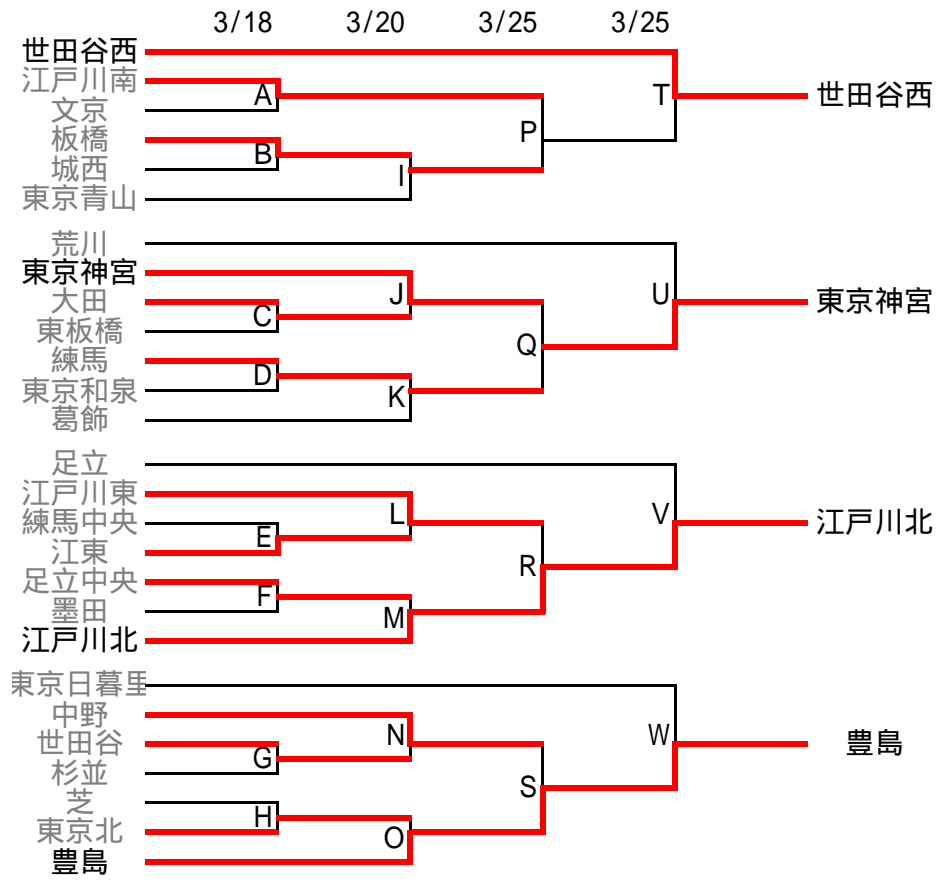 3/18 3/20 3/25 3/25
世田谷西
江戸川南
A
T
世田谷西
文京
P
板橋
B
城西
I
東京青山
荒川
東京神宮
大田
J
U
東京神宮
C
東板橋
Q
練馬
D
東京和泉
K
葛飾
足立
江戸川東
練馬中央
L
V
江戸川北
E
江東
R
足立中央
F
墨田
M
江戸川北
東京日暮里
中野
世田谷
N
W
豊島
G
杉並
S
芝
H
東京北
O
豊島